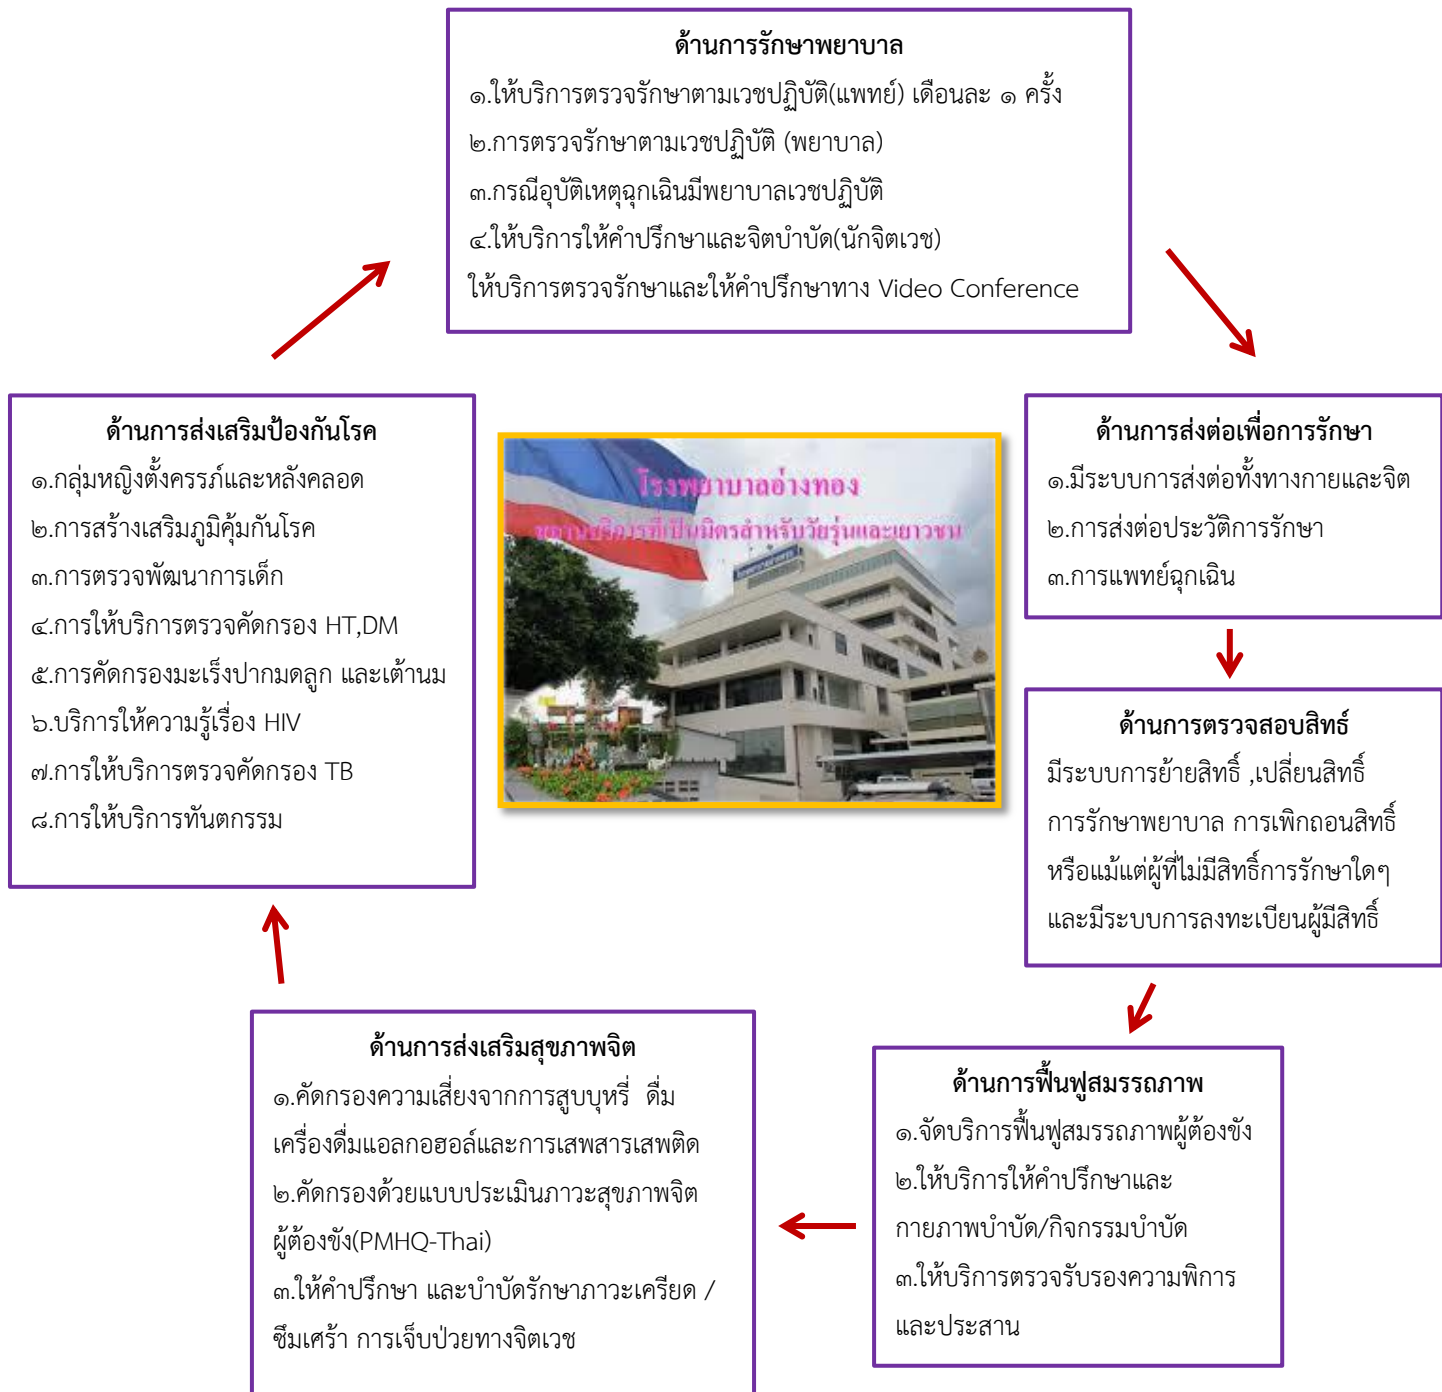 ด้านการรักษาพยาบาล
๑.ให้บริการตรวจรักษาตามเวชปฏิบัติ(แพทย์) เดือนละ ๑ ครั้ง
๒.การตรวจรักษาตามเวชปฏิบัติ (พยาบาล)
๓.กรณีอุบัติเหตุฉุกเฉินมีพยาบาลเวชปฏิบัติ
๔.ให้บริการให้คำปรึกษาและจิตบำบัด(นักจิตเวช)
ให้บริการตรวจรักษาและให้คำปรึกษาทาง Video Conference
ด้านการส่งเสริมป้องกันโรค
๑.กลุ่มหญิงตั้งครรภ์และหลังคลอด
๒.การสร้างเสริมภูมิคุ้มกันโรค
๓.การตรวจพัฒนาการเด็ก
๔.การให้บริการตรวจคัดกรอง HT,DM
๕.การคัดกรองมะเร็งปากมดลูก และเต้านม
๖.บริการให้ความรู้เรื่อง HIV
๗.การให้บริการตรวจคัดกรอง TB
๘.การให้บริการทันตกรรม
โรงพยาบาลอ่างทอง
สถานบริการที่เป็นมิตรสำหรับวัยรุ่นและเยาวชน
ด้านการส่งต่อเพื่อการรักษา
๑.มีระบบการส่งต่อทั้งทางกายและจิต
๒.การส่งต่อประวัติการรักษา
๓.การแพทย์ฉุกเฉิน
ด้านการตรวจสอบสิทธ์
มีระบบการย้ายสิทธิ์ ,เปลี่ยนสิทธิ์
การรักษาพยาบาล การเพิกถอนสิทธิ์
หรือแม้แต่ผู้ที่ไม่มีสิทธิ์การรักษาใดๆ
และมีระบบการลงทะเบียนผู้มีสิทธิ์
ด้านการฟื้นฟูสมรรถภาพ
๑.จัดบริการฟื้นฟูสมรรถภาพผู้ต้องขัง
๒.ให้บริการให้คำปรึกษาและ
กายภาพบำบัด/กิจกรรมบำบัด
๓.ให้บริการตรวจรับรองความพิการ
และประสาน
ด้านการส่งเสริมสุขภาพจิต
๑.คัดกรองความเสี่ยงจากการสูบบุหรี่ ดื่ม
เครื่องดื่มแอลกอฮอล์และการเสพสารเสพติด
๒.คัดกรองด้วยแบบประเมินภาวะสุขภาพจิต
ผู้ต้องขัง(PMHQ-Thai)
๓.ให้คำปรึกษา และบำบัดรักษาภาวะเครียด /
ซึมเศร้า การเจ็บป่วยทางจิตเวช